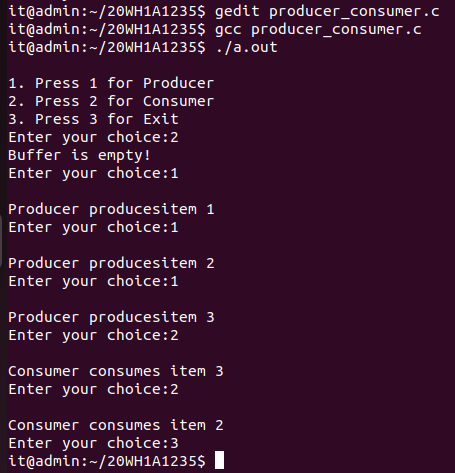 it@admin:~/20WH1A1235$ gedit producer_consumer.c
it@admin:~/20WH1A1235$ gcc producer_consumer.c
it@admin:~/20WH1A1235$ ./a.out
1. Press 1 for Producer
2. Press 2 for Consumer
3. Press 3 for Exit
Enter your choice:2
Buffer is empty!
Enter your choice:1
Producer producesitem 1
Enter your choice:1
Producer producesitem 2
Enter your choice:1
Producer producesitem 3
Enter your choice:2
Consumer consumes item 3
Enter your choice:2
Consumer consumes item 2
Enter your choice:3
it@admin:~/20WH1A1235$